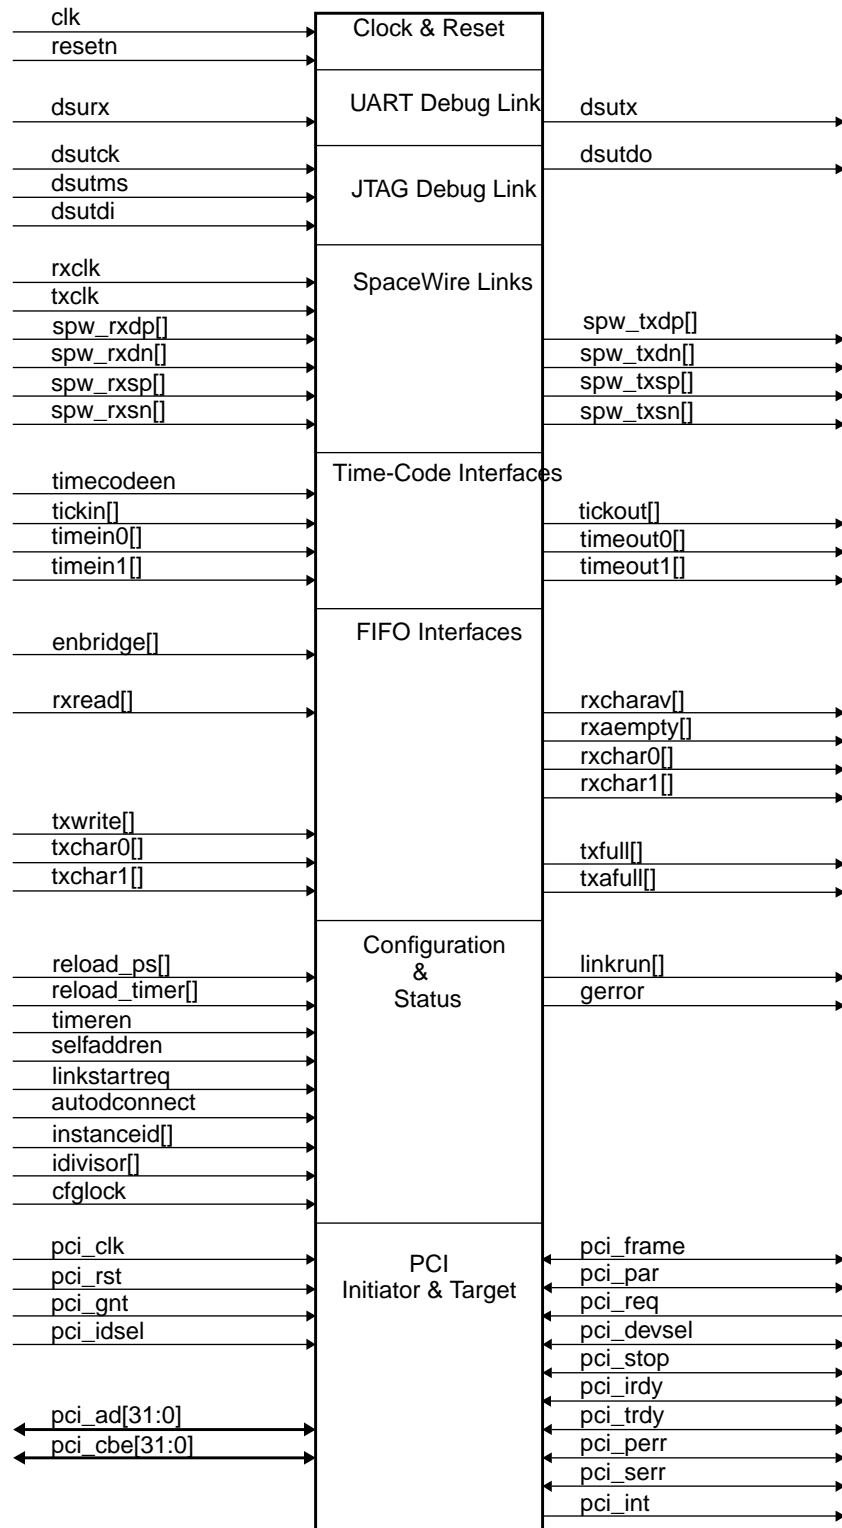 clk
resetn
Clock & Reset
dsurx
UART Debug Link
dsutx
dsutck
dsutms
dsutdi
JTAG Debug Link
dsutdo
rxclk
txclk
spw_rxdp[]
spw_rxdn[]
spw_rxsp[]
spw_rxsn[]
SpaceWire Links
spw_txdp[]
spw_txdn[]
spw_txsp[]
spw_txsn[]
timecodeen
tickin[]
timein0[]
timein1[]
Time-Code Interfaces
tickout[]
timeout0[]
timeout1[]
enbridge[]
rxread[]
txwrite[]
txchar0[]
txchar1[]
FIFO Interfaces
rxcharav[]
rxaempty[]
rxchar0[]
rxchar1[]
txfull[]
txafull[]
reload_ps[]
reload_timer[]
timeren
selfaddren
linkstartreq
autodconnect
instanceid[]
idivisor[]
cfglock
Configuration
&
Status
linkrun[]
gerror
pci_clk
pci_rst
pci_gnt
pci_idsel
pci_ad[31:0]
pci_cbe[31:0]
PCI
Initiator & Target
pci_frame
pci_par
pci_req
pci_devsel
pci_stop
pci_irdy
pci_trdy
pci_perr
pci_serr
pci_int